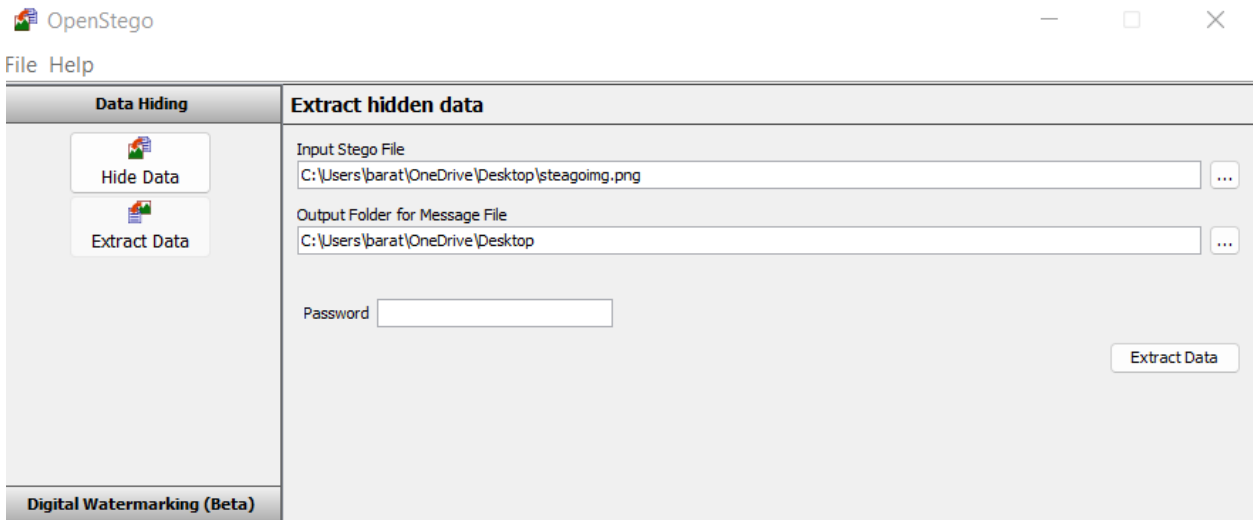 OpenStego
File Help
Data Hiding
Hide Data
Extract Data
Digital Watermarking (Beta)
Extract hidden data
Input Stego File
C:\Users\barat\OneDrive\Desktop\steagoimg.png
...
Output Folder for Message File
C:\Users\barat\OneDrive\Desktop
...
Password
Extract Data